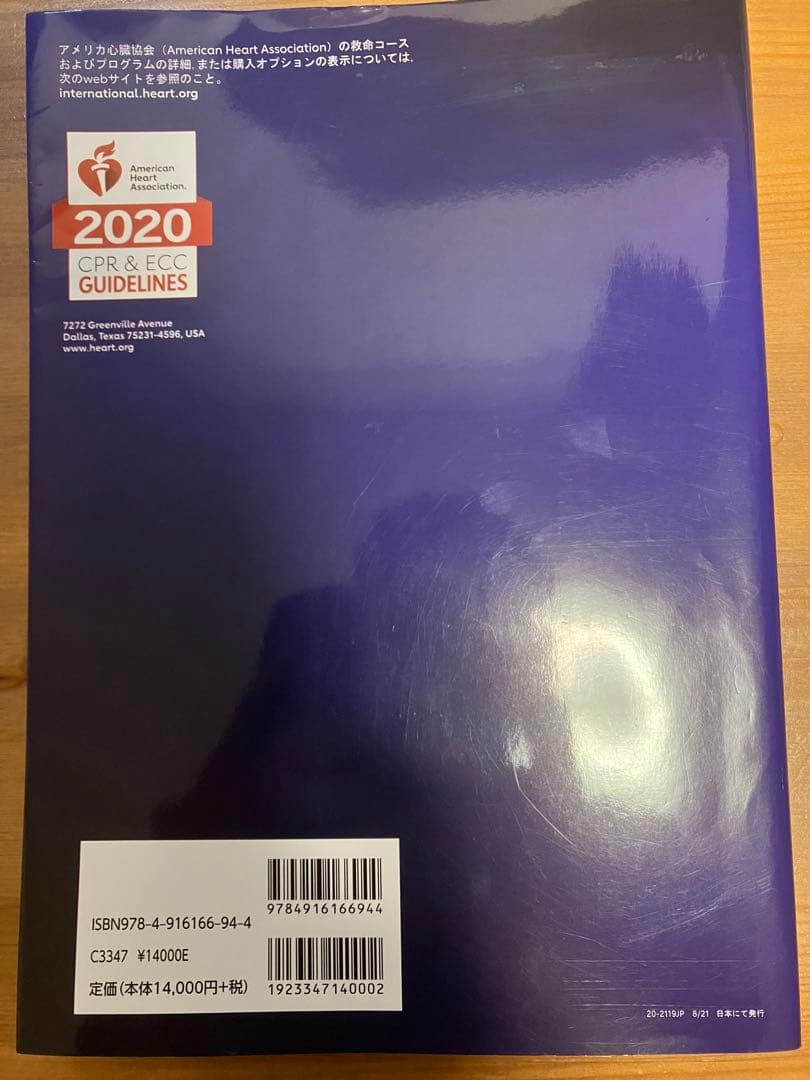 アメリカ心臓協会（American Heart Association）の救命コース
およびプログラムの詳細，または購入オプションの表示については，
次のwebサイトを参照のこと。
international.heart.org
American
Heart
Association.
2020
CPR & ECC
GUIDELINES
7272 Greenville Avenue
Dallas, Texas 75231-4596, USA
www.heart.org
9784916166944
ISBN978-4-916166-94-4
C3347 ¥14000E
定価(本体14,000円+税)
1923347140002
20-2119JP 8/21 日本にて発行